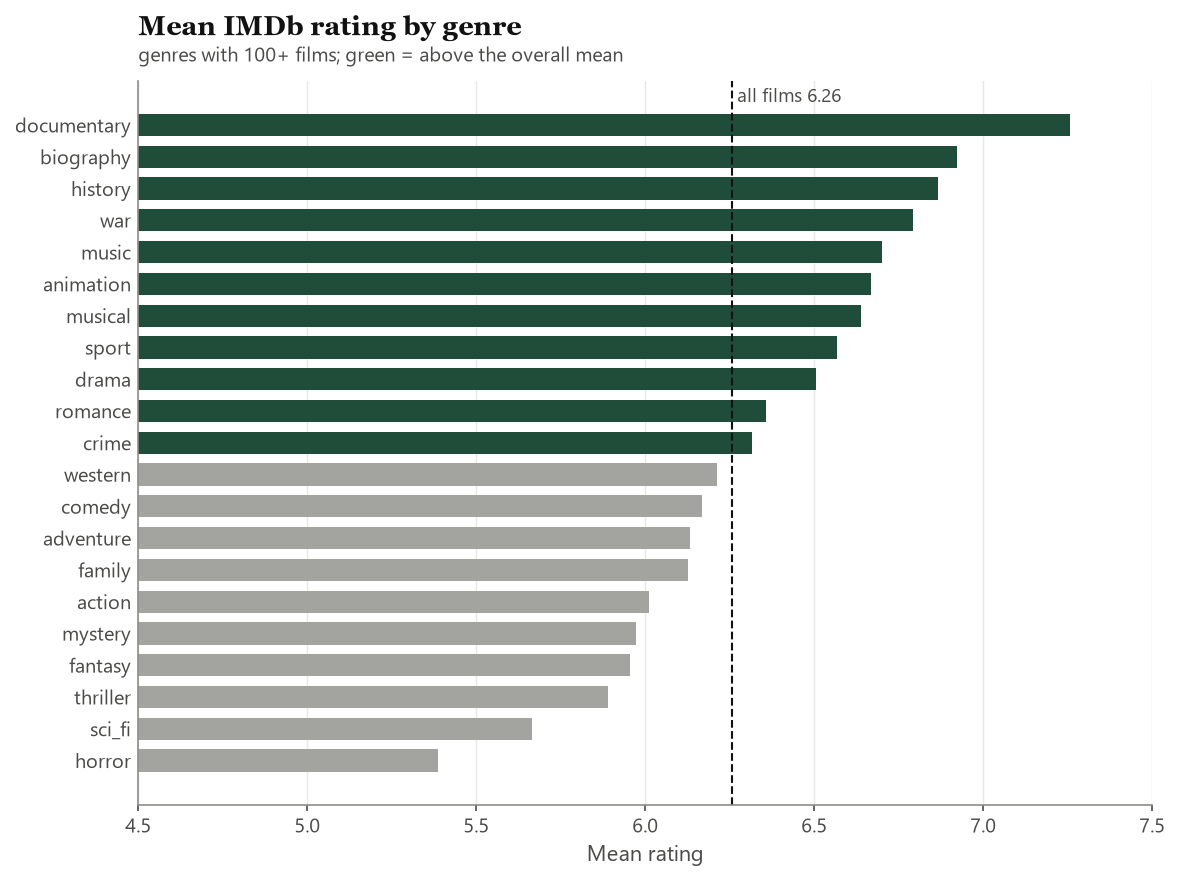 Mean IMDb rating by genre
genres with 100+ films; green = above the overall mean
all films 6.26
documentary
biography
history
war
music
animation
musical
sport
drama
romance
crime
western
comedy
adventure
family
action
mystery
fantasy
thriller
sci_fi
horror
4.5 5.0 5.5 6.0 6.5 7.0 7.5
Mean rating